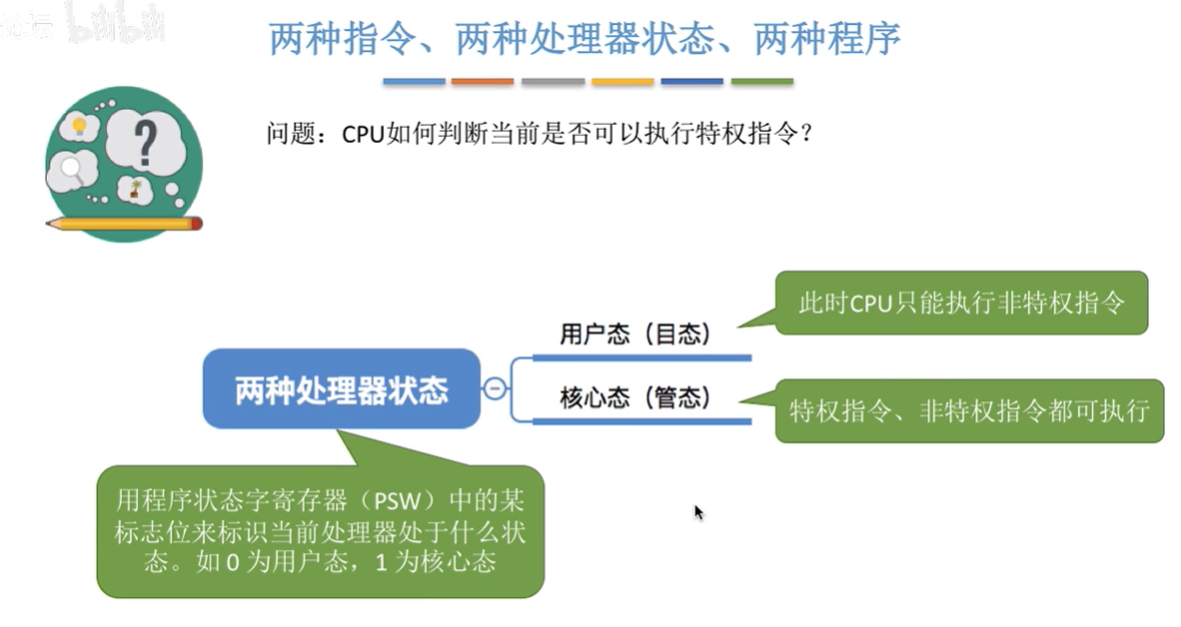 bilibili
两种指令、两种处理器状态、两种程序
问题：CPU如何判断当前是否可以执行特权指令？
?
此时CPU只能执行非特权指令
用户态（目态）
两种处理器状态
核心态（管态）
特权指令、非特权指令都可执行
用程序状态字寄存器（PSW）中的某
标志位来标识当前处理器处于什么状
态。如 0 为用户态，1 为核心态